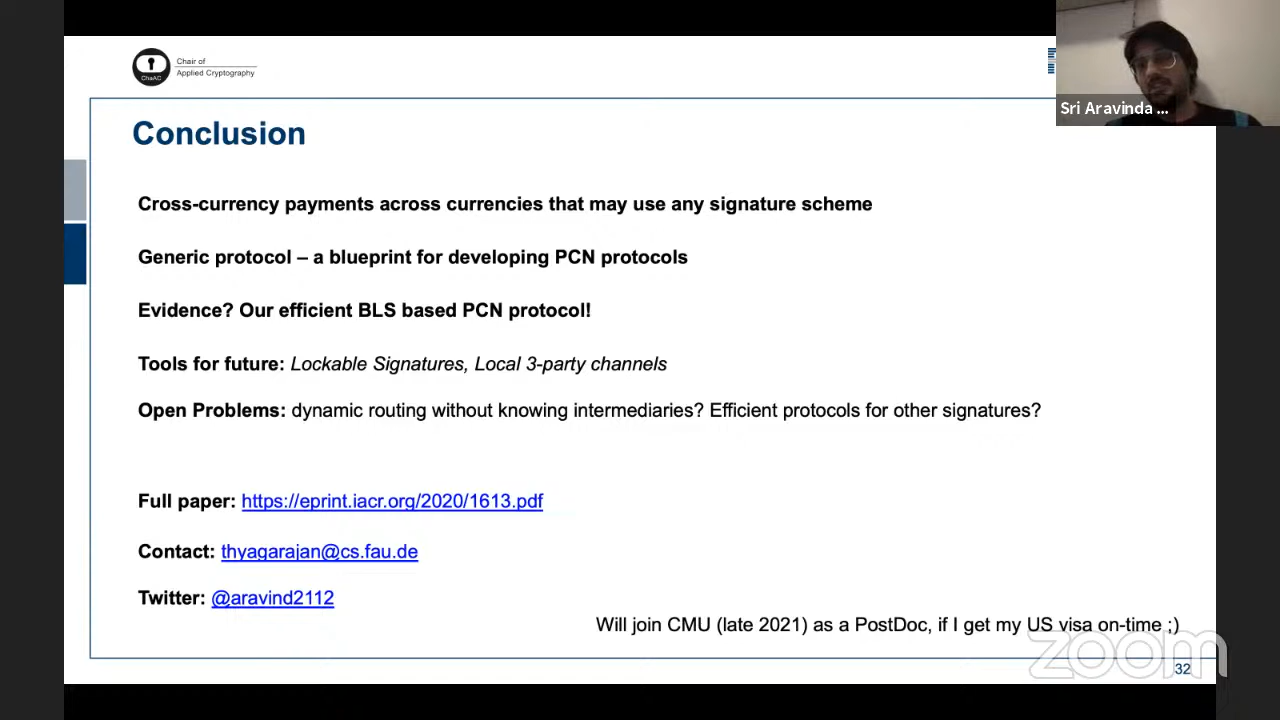 Chair of
Applied Cryptography
ChaAC
Sri Aravinda ...
Conclusion
Cross-currency payments across currencies that may use any signature scheme
Generic protocol – a blueprint for developing PCN protocols
Evidence? Our efficient BLS based PCN protocol!
Tools for future: Lockable Signatures, Local 3-party channels
Open Problems: dynamic routing without knowing intermediaries? Efficient protocols for other signatures?
Full paper: https://eprint.iacr.org/2020/1613.pdf
Contact: thyagarajan@cs.fau.de
Twitter: @aravind2112
Will join CMU (late 2021) as a PostDoc, if I get my US visa on-time ;)
zoom
32